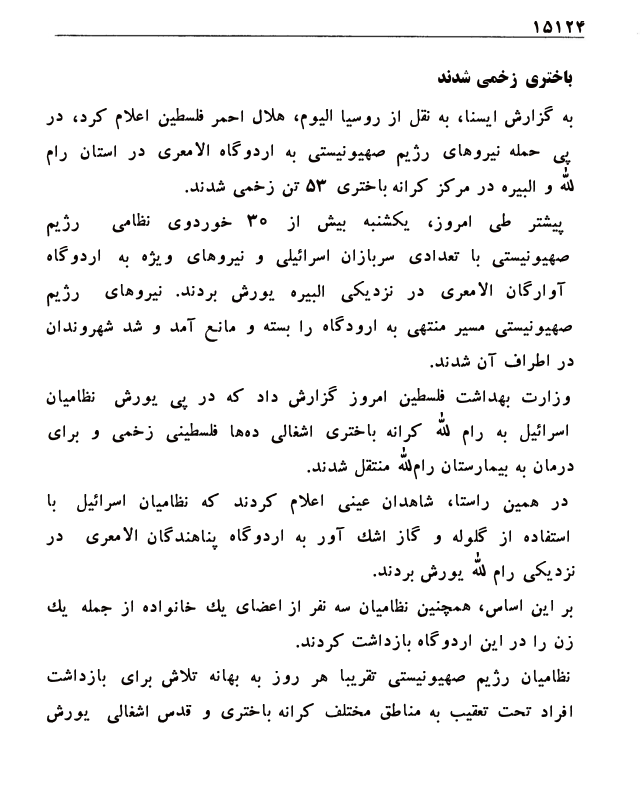 ۱۵۱۲۴
باختری زخمی شدند
به گزارش ایسنا، به نقل از روسیا الیوم، هلال احمر فلسطین اعلام کرد، در
پی حمله نیروهای رژیم صهیونیستی به اردوگاه الامعری در استان رام
الله و البیره در مرکز کرانه باختری ۵۳ تن زخمی شدند.
پیشتر طی امروز، یکشنبه بیش از ۳۰ خوردوی نظامی رژیم
صهیونیستی با تعدادی سربازان اسرائیلی و نیروهای ویژه به اردوگاه
آوارگان الامعری در نزدیکی البیره یورش بردند. نیروهای رژیم
صهیونیستی مسیر منتهی به ارودگاه را بسته و مانع آمد و شد شهروندان
در اطراف آن شدند.
وزارت بهداشت فلسطین امروز گزارش داد که در پی یورش نظامیان
اسرائیل به رام الله کرانه باختری اشغالی ده‌ها فلسطینی زخمی و برای
درمان به بیمارستان رام‌الله منتقل شدند.
در همین راستا، شاهدان عینی اعلام کردند که نظامیان اسرائیل با
استفاده از گلوله و گاز اشك آور به اردوگاه پناهندگان الامعری در
نزدیکی رام الله یورش بردند.
بر این اساس، همچنین نظامیان سه نفر از اعضای یك خانواده از جمله یك
زن را در این اردوگاه بازداشت کردند.
نظامیان رژیم صهیونیستی تقریبا هر روز به بهانه تلاش برای بازداشت
افراد تحت تعقیب به مناطق مختلف کرانه باختری و قدس اشغالی یورش